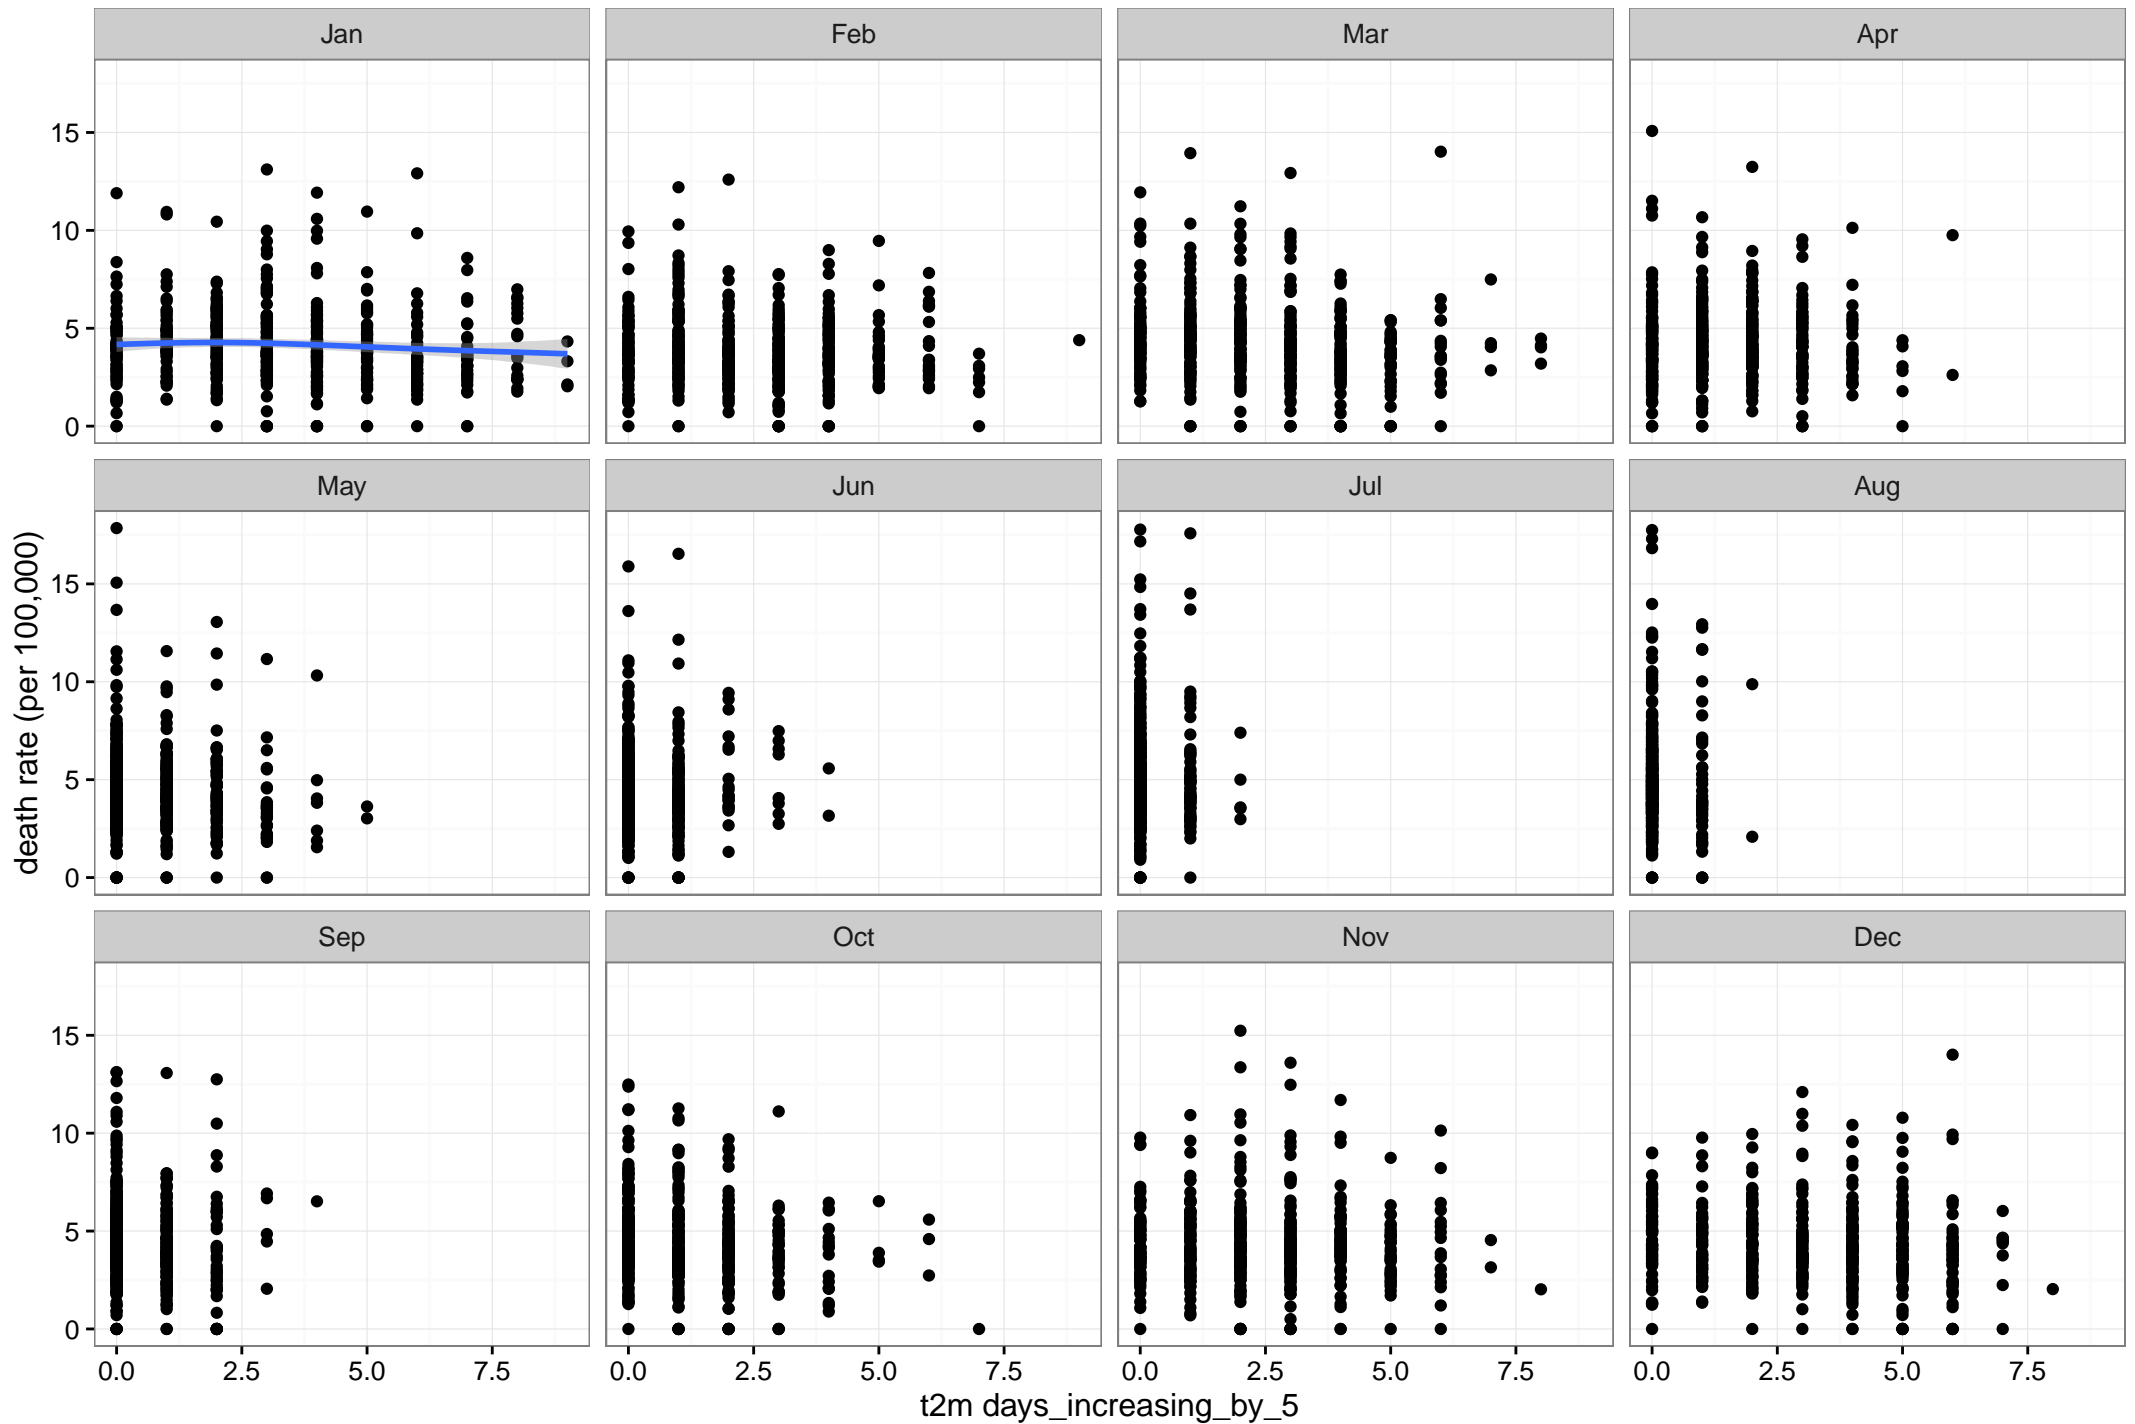 Jan Feb Mar Apr
15
10
5
0
May Jun Jul Aug
death rate (per 100,000)
15
10
5
0
Sep Oct Nov Dec
15
10
5
0
0.0 2.5 5.0 7.5 0.0 2.5 5.0 7.5 0.0 2.5 5.0 7.5 0.0 2.5 5.0 7.5
t2m days_increasing_by_5